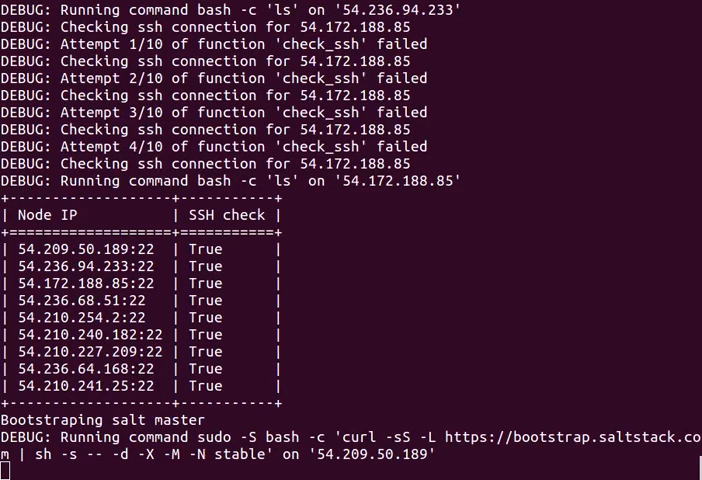 DEBUG: Running command bash -c 'ls' on '54.236.94.233'
DEBUG: Checking ssh connection for 54.172.188.85
DEBUG: Attempt 1/10 of function 'check_ssh' failed
DEBUG: Checking ssh connection for 54.172.188.85
DEBUG: Attempt 2/10 of function 'check_ssh' failed
DEBUG: Checking ssh connection for 54.172.188.85
DEBUG: Attempt 3/10 of function 'check_ssh' failed
DEBUG: Checking ssh connection for 54.172.188.85
DEBUG: Attempt 4/10 of function 'check_ssh' failed
DEBUG: Checking ssh connection for 54.172.188.85
DEBUG: Running command bash -c 'ls' on '54.172.188.85'
+-------------------+-----------+
| Node IP           | SSH check |
+===================+===========+
| 54.209.50.189:22  | True      |
| 54.236.94.233:22  | True      |
| 54.172.188.85:22  | True      |
| 54.236.68.51:22   | True      |
| 54.210.254.2:22   | True      |
| 54.210.240.182:22 | True      |
| 54.210.227.209:22 | True      |
| 54.236.64.168:22  | True      |
| 54.210.241.25:22  | True      |
+-------------------+-----------+
Bootstraping salt master
DEBUG: Running command sudo -S bash -c 'curl -sS -L https://bootstrap.saltstack.co
m | sh -s -- -d -X -M -N stable' on '54.209.50.189'